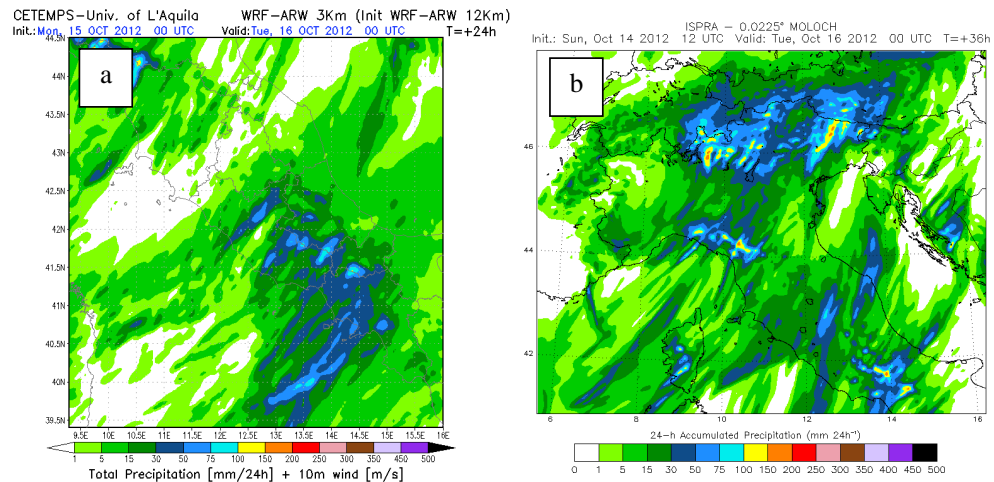 CETEMPS-Univ. of L'Aquila WRF-ARW 3Km (Init WRF-ARW 12Km)
Init.: Mon, 15 OCT 2012 00 UTC Valid: Tue, 16 OCT 2012 00 UTC T=+24h
a
44.5N
44N
43.5N
43N
42.5N
42N
41.5N
41N
40.5N
40N
39.5N
9.5E 10E 10.5E 11E 11.5E 12E 12.5E 13E 13.5E 14E 14.5E 15E 15.5E 16E
1 5 15 30 50 75 100 150 200 250 300 350 400 450 500
Total Precipitation [mm/24h] + 10m wind [m/s]
ISPRA – 0.0225° MOLOCH
Init.: Sun, Oct 14 2012 12 UTC Valid: Tue, Oct 16 2012 00 UTC T=+36h
b
46
44
42
6 8 10 12 14 16
24-h Accumulated Precipitation (mm 24h⁻¹)
0 1 5 15 30 50 75 100 150 200 250 300 350 400 450 500